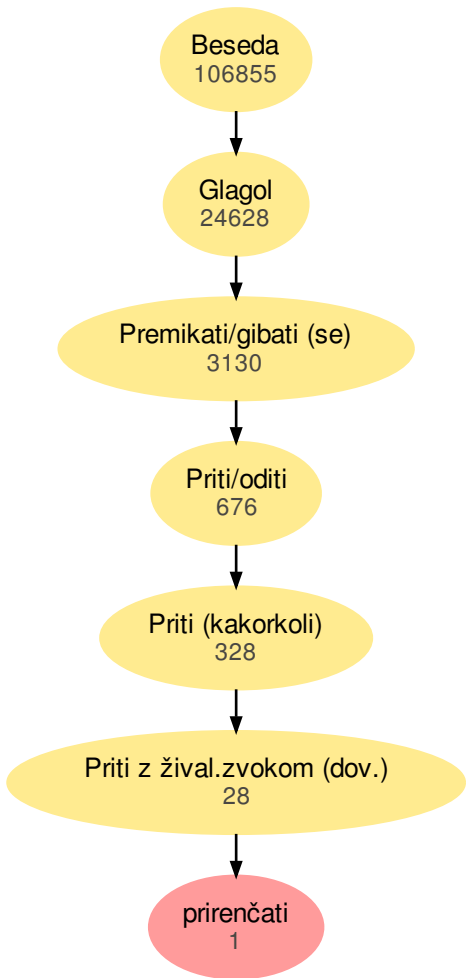 Beseda
106855
Glagol
24628
Premikati/gibati (se)
3130
Priti/oditi
676
Priti (kakorkoli)
328
Priti z žival.zvokom (dov.)
28
prirenčati
1